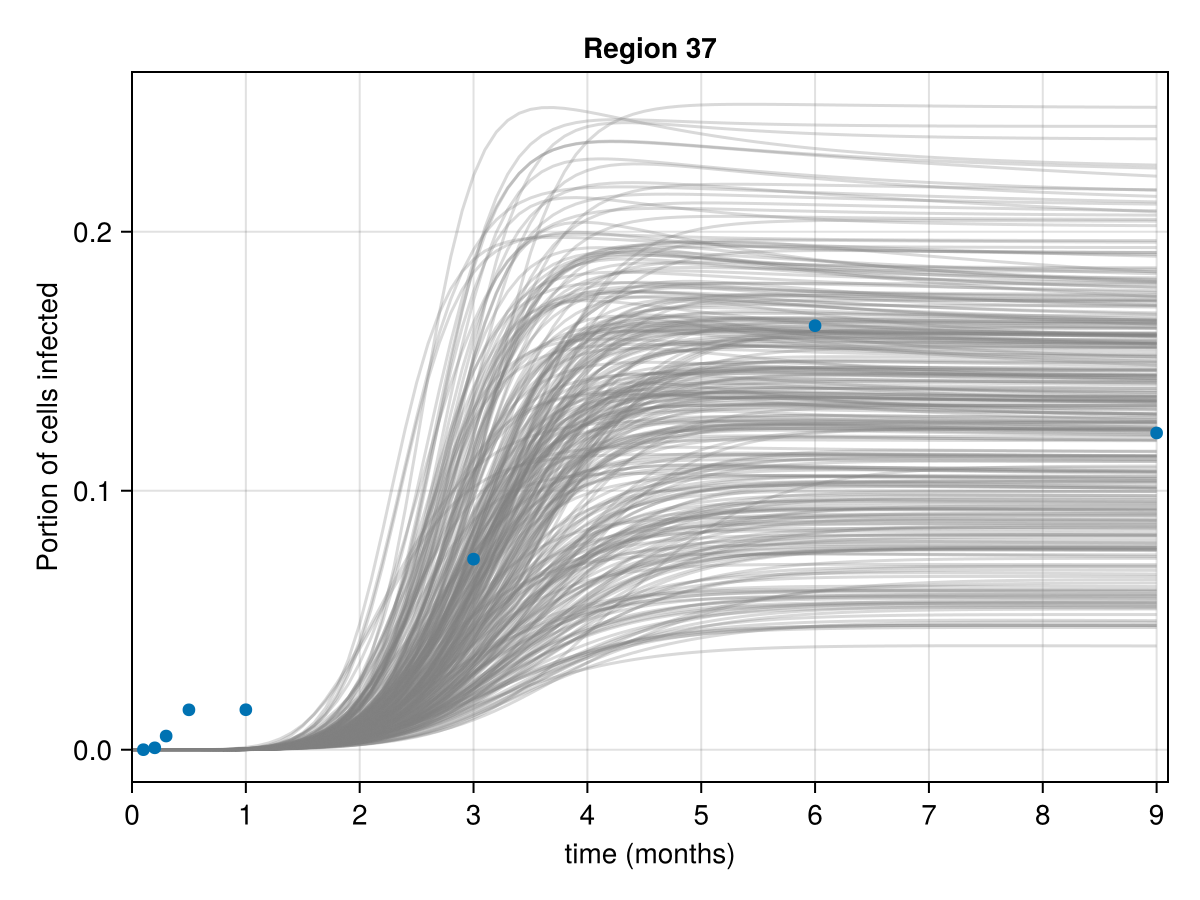 Region 37
Portion of cells infected
0.2
0.1
0.0
0 1 2 3 4 5 6 7 8 9
time (months)